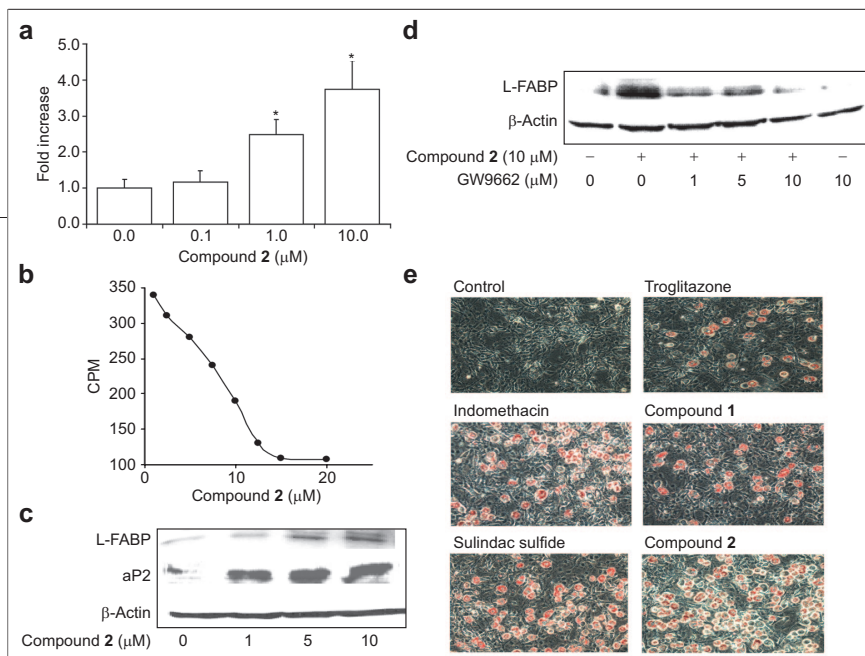 a
5.0
4.0
3.0
2.0
1.0
0.0
Fold increase
*
*
0.0 0.1 1.0 10.0
Compound 2 (μM)
b
350
300
250
200
150
100
CPM
0 10 20
Compound 2 (μM)
c
L-FABP
aP2
β-Actin
Compound 2 (μM) 0 1 5 10
d
L-FABP
β-Actin
Compound 2 (10 μM) – + + + + –
GW9662 (μM) 0 0 1 5 10 10
e
Control Troglitazone
Indomethacin Compound 1
Sulindac sulfide Compound 2